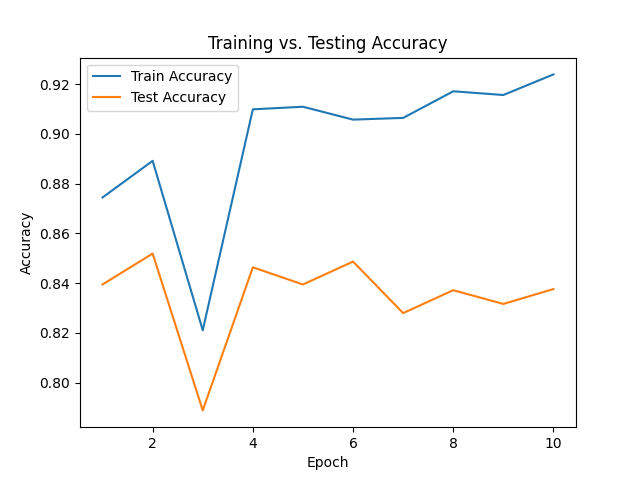 Training vs. Testing Accuracy
Train Accuracy
Test Accuracy
0.92
0.90
0.88
0.86
0.84
0.82
0.80
Accuracy
2 4 6 8 10
Epoch